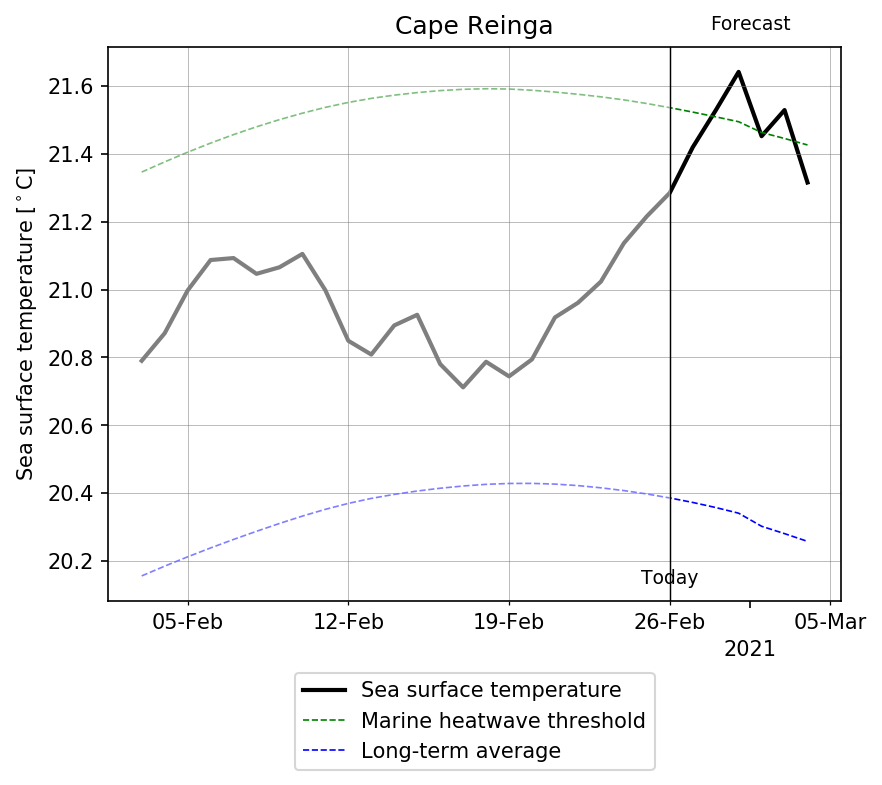 Cape Reinga
Forecast
Sea surface temperature [°C]
21.6
21.4
21.2
21.0
20.8
20.6
20.4
20.2
Today
05-Feb
12-Feb
19-Feb
26-Feb
05-Mar
2021
Sea surface temperature
Marine heatwave threshold
Long-term average